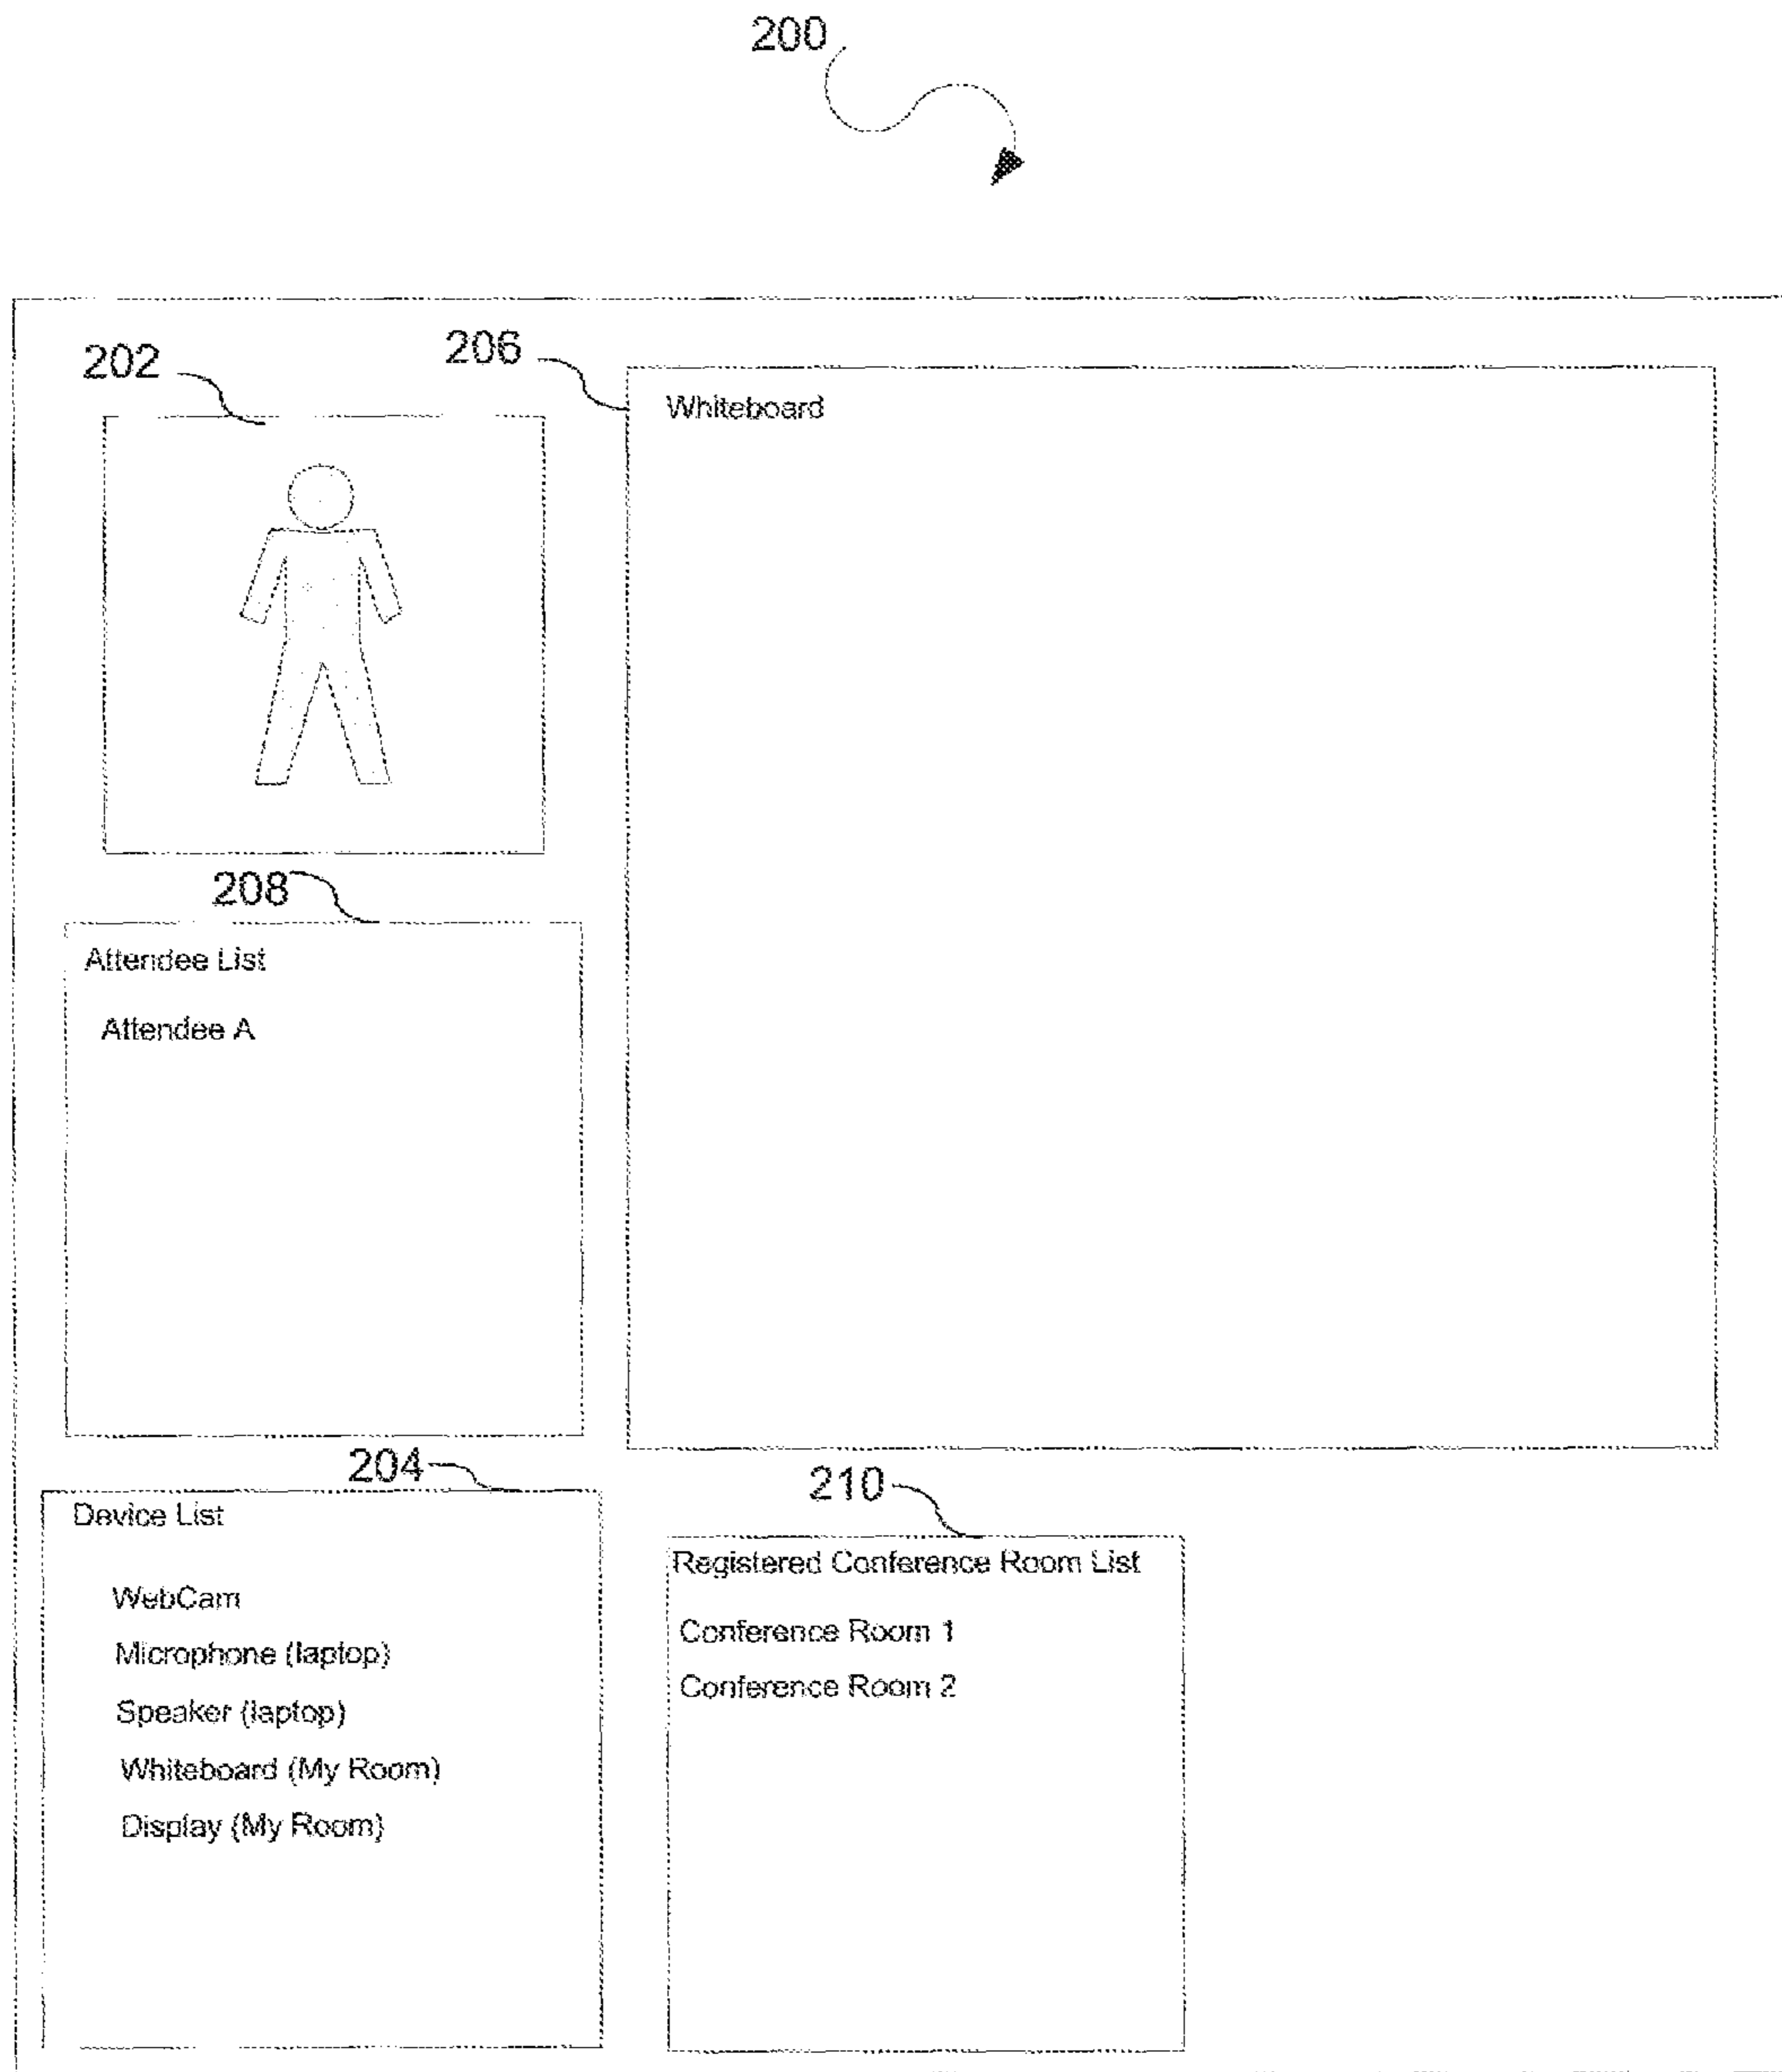 200
202
206
Whiteboard
208
Attendee List
Attendee A
204
Device List
WebCam
Microphone (laptop)
Speaker (laptop)
Whiteboard (My Room)
Display (My Room)
210
Registered Conference Room List
Conference Room 1
Conference Room 2